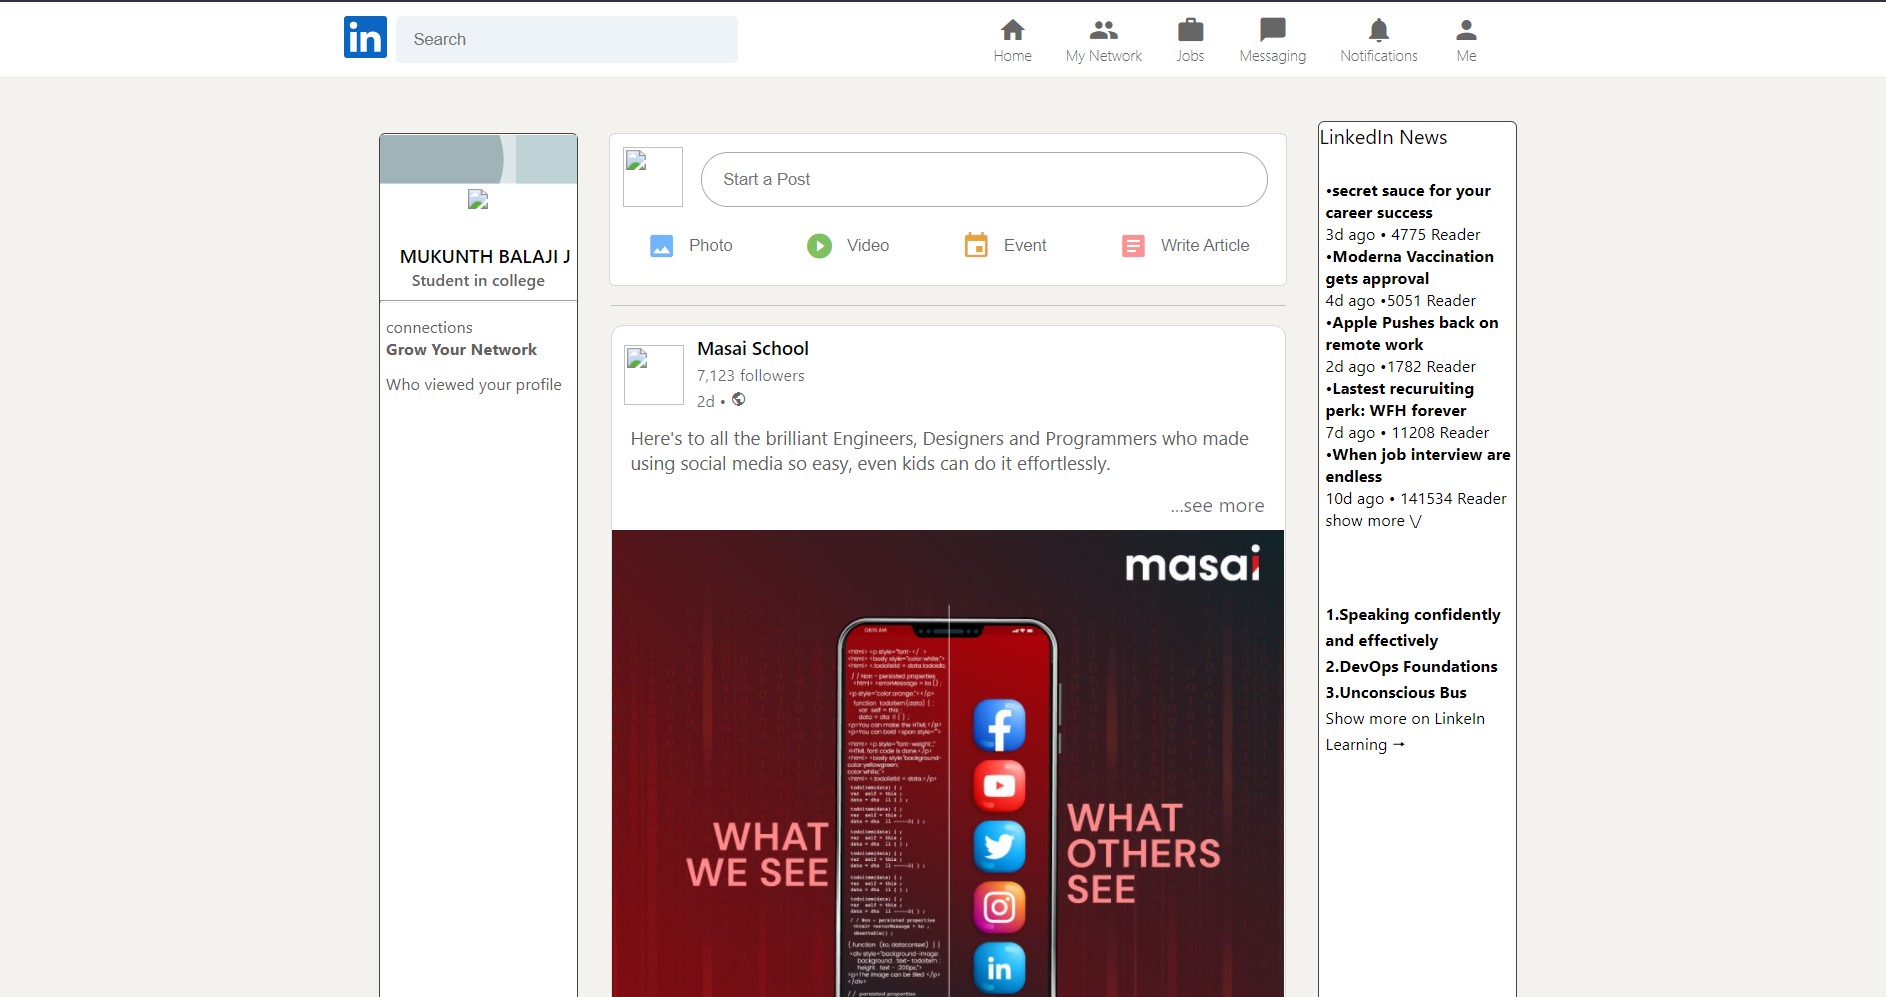 in
Search
Home
My Network
Jobs
Messaging
Notifications
Me
MUKUNTH BALAJI J
Student in college
connections
Grow Your Network
Who viewed your profile
Start a Post
Photo
Video
Event
Write Article
Masai School
7,123 followers
2d •
Here's to all the brilliant Engineers, Designers and Programmers who made
using social media so easy, even kids can do it effortlessly.
...see more
masai
08:15 AM
WHAT
WE SEE
WHAT
OTHERS
SEE
in
LinkedIn News
•secret sauce for your
career success
3d ago • 4775 Reader
•Moderna Vaccination
gets approval
4d ago •5051 Reader
•Apple Pushes back on
remote work
2d ago •1782 Reader
•Lastest recuruiting
perk: WFH forever
7d ago • 11208 Reader
•When job interview are
endless
10d ago • 141534 Reader
show more \/
1.Speaking confidently
and effectively
2.DevOps Foundations
3.Unconscious Bus
Show more on LinkeIn
Learning →